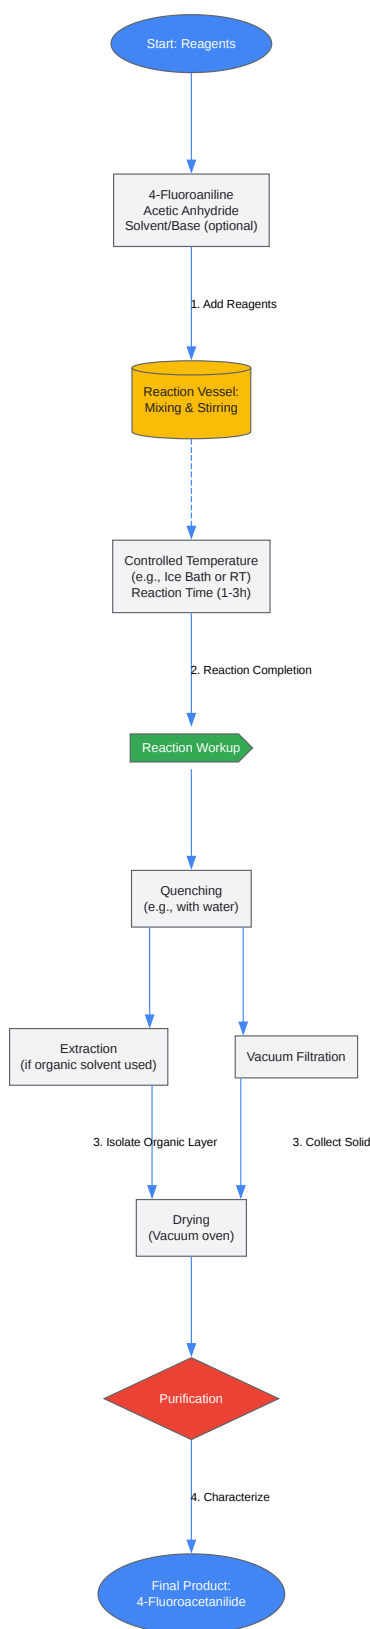 Start: Reagents
4-Fluoroaniline
Acetic Anhydride
Solvent/Base (optional)
1. Add Reagents
Reaction Vessel:
Mixing & Stirring
Controlled Temperature
(e.g., Ice Bath or RT)
Reaction Time (1-3h)
2. Reaction Completion
Reaction Workup
Quenching
(e.g., with water)
Extraction
(if organic solvent used)
Vacuum Filtration
3. Isolate Organic Layer
3. Collect Solid
Drying
(Vacuum oven)
Purification
4. Characterize
Final Product:
4-Fluoroacetanilide